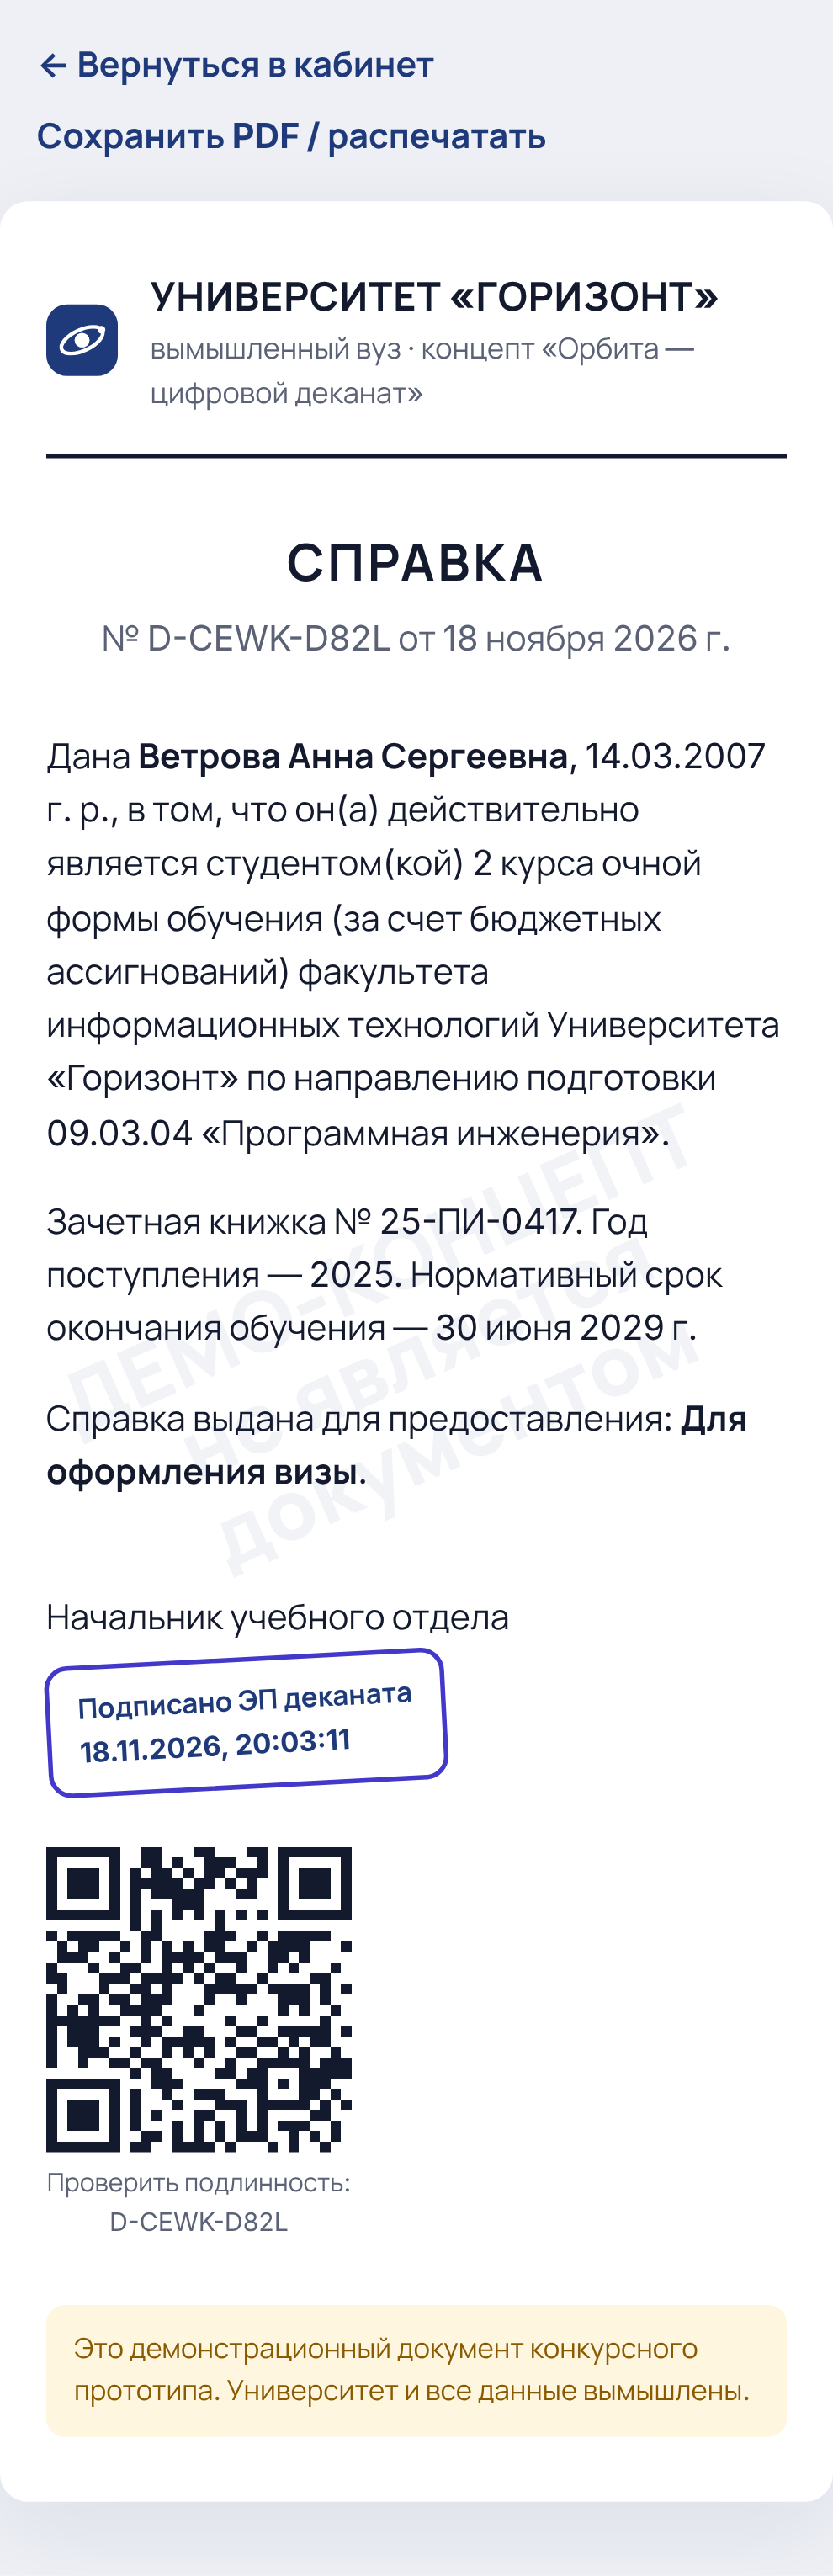 ← Вернуться в кабинет
Сохранить PDF / распечатать
УНИВЕРСИТЕТ «ГОРИЗОНТ»
вымышленный вуз · концепт «Орбита —
цифровой деканат»
СПРАВКА
№ D-CEWK-D82L от 18 ноября 2026 г.
Дана Ветрова Анна Сергеевна, 14.03.2007
г. р., в том, что он(а) действительно
является студентом(кой) 2 курса очной
формы обучения (за счет бюджетных
ассигнований) факультета
информационных технологий Университета
«Горизонт» по направлению подготовки
09.03.04 «Программная инженерия».
Зачетная книжка № 25-ПИ-0417. Год
поступления — 2025. Нормативный срок
окончания обучения — 30 июня 2029 г.
Справка выдана для предоставления: Для
оформления визы.
ДЕМО-КОНЦЕПТ
не является
документом
Начальник учебного отдела
Подписано ЭП деканата
18.11.2026, 20:03:11
Проверить подлинность:
D-CEWK-D82L
Это демонстрационный документ конкурсного
прототипа. Университет и все данные вымышлены.